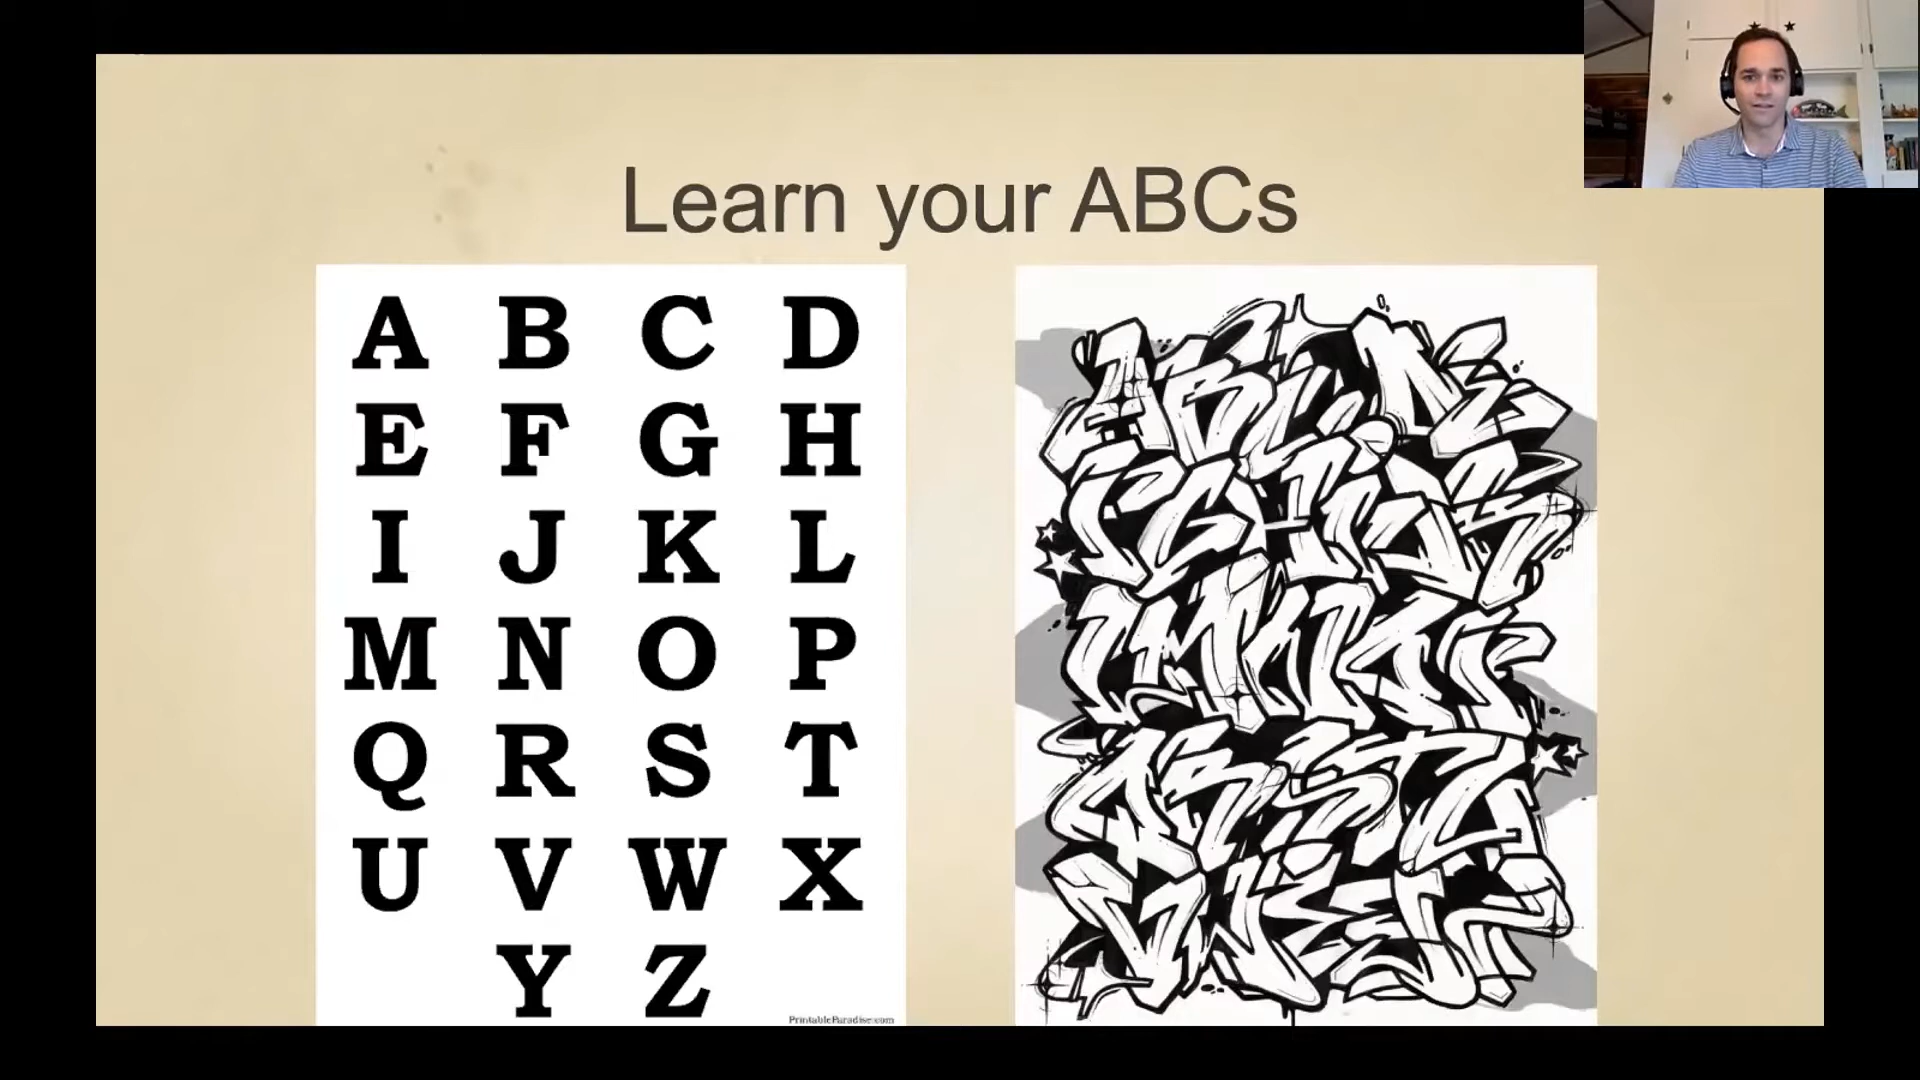 Learn your ABCs
A B C D
E F G H
I J K L
M N O P
Q R S T
U V W X
Y Z
PrintableParadise.com
A B C D E
F G H I J K
L M N O P
Q R S T U
V W X Y Z